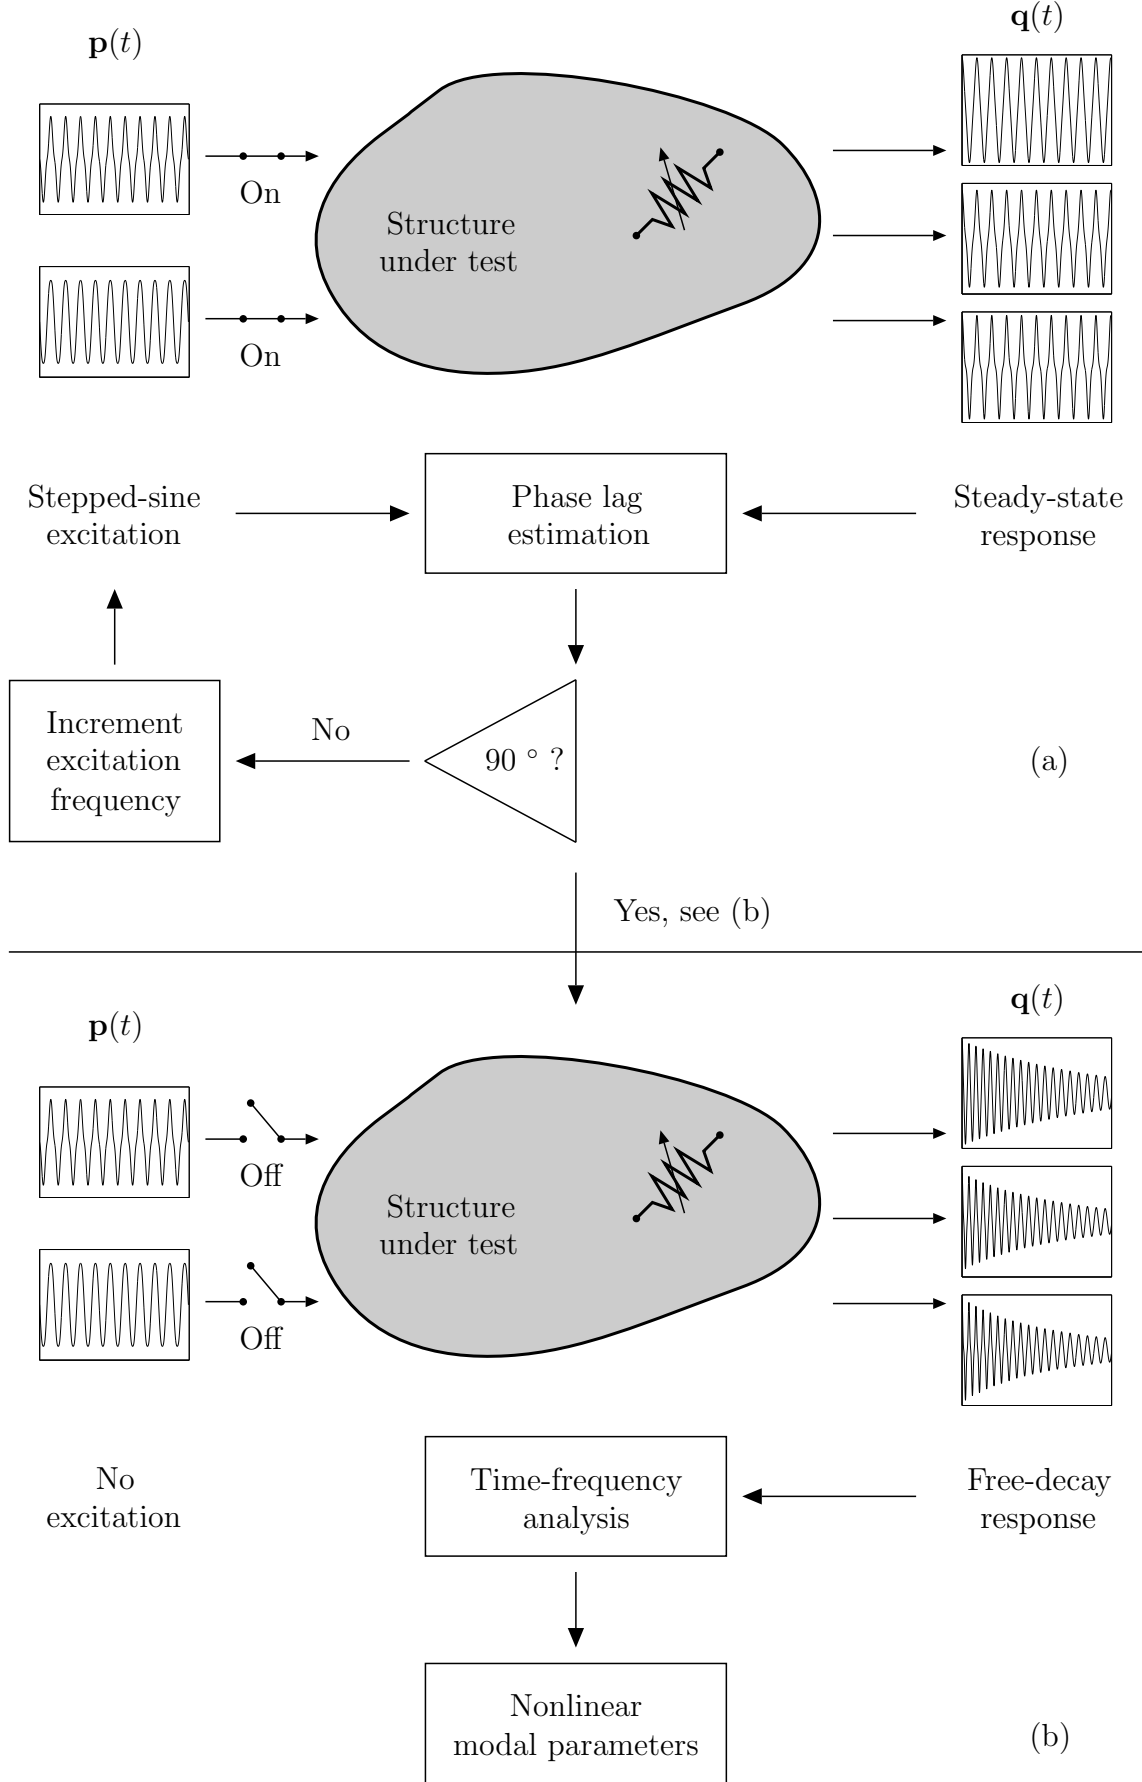 p(t)
q(t)
On
On
Structure
under test
Stepped-sine
excitation
Phase lag
estimation
Steady-state
response
Increment
excitation
frequency
No
90 ° ?
(a)
Yes, see (b)
p(t)
q(t)
Off
Off
Structure
under test
No
excitation
Time-frequency
analysis
Free-decay
response
Nonlinear
modal parameters
(b)